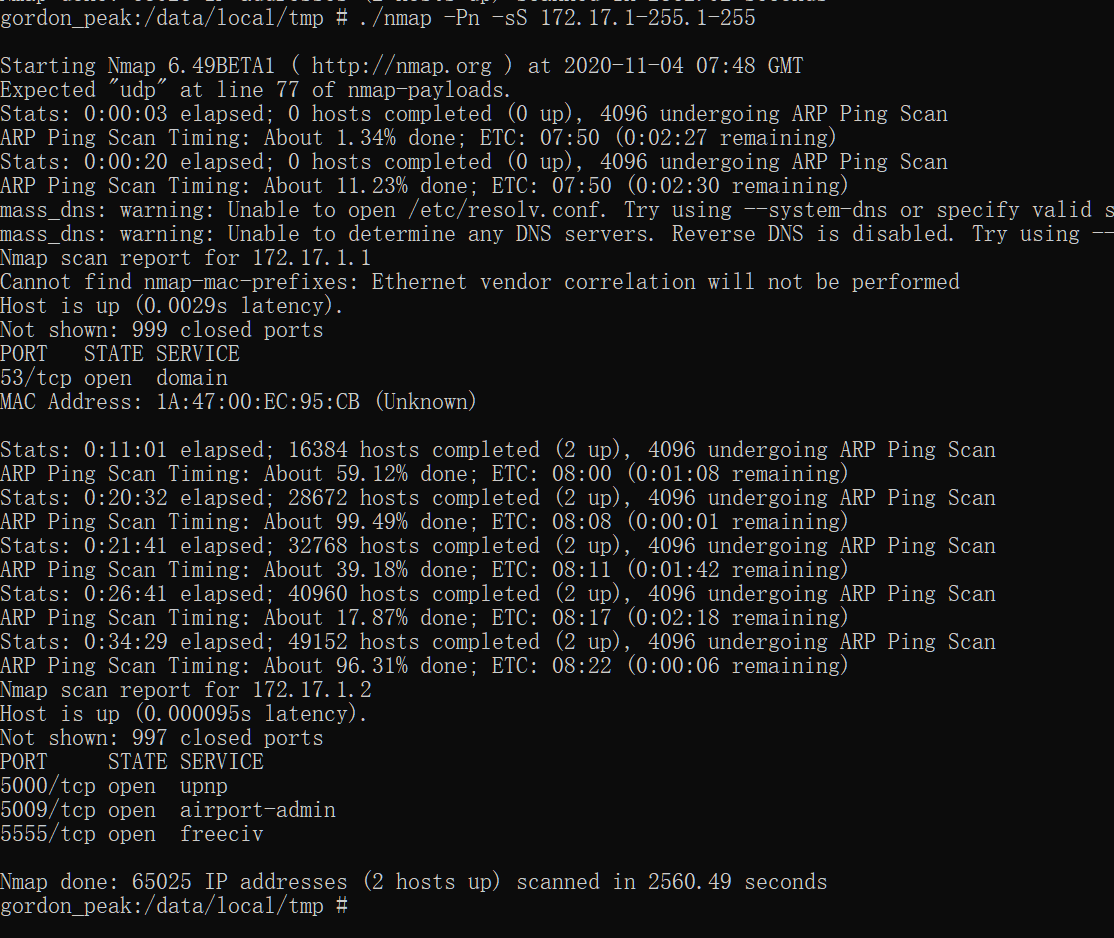 gordon_peak:/data/local/tmp # ./nmap -Pn -sS 172.17.1-255.1-255

Starting Nmap 6.49BETA1 ( http://nmap.org ) at 2020-11-04 07:48 GMT
Expected "udp" at line 77 of nmap-payloads.
Stats: 0:00:03 elapsed; 0 hosts completed (0 up), 4096 undergoing ARP Ping Scan
ARP Ping Scan Timing: About 1.34% done; ETC: 07:50 (0:02:27 remaining)
Stats: 0:00:20 elapsed; 0 hosts completed (0 up), 4096 undergoing ARP Ping Scan
ARP Ping Scan Timing: About 11.23% done; ETC: 07:50 (0:02:30 remaining)
mass_dns: warning: Unable to open /etc/resolv.conf. Try using --system-dns or specify valid s
mass_dns: warning: Unable to determine any DNS servers. Reverse DNS is disabled. Try using --
Nmap scan report for 172.17.1.1
Cannot find nmap-mac-prefixes: Ethernet vendor correlation will not be performed
Host is up (0.0029s latency).
Not shown: 999 closed ports
PORT   STATE SERVICE
53/tcp open  domain
MAC Address: 1A:47:00:EC:95:CB (Unknown)

Stats: 0:11:01 elapsed; 16384 hosts completed (2 up), 4096 undergoing ARP Ping Scan
ARP Ping Scan Timing: About 59.12% done; ETC: 08:00 (0:01:08 remaining)
Stats: 0:20:32 elapsed; 28672 hosts completed (2 up), 4096 undergoing ARP Ping Scan
ARP Ping Scan Timing: About 99.49% done; ETC: 08:08 (0:00:01 remaining)
Stats: 0:21:41 elapsed; 32768 hosts completed (2 up), 4096 undergoing ARP Ping Scan
ARP Ping Scan Timing: About 39.18% done; ETC: 08:11 (0:01:42 remaining)
Stats: 0:26:41 elapsed; 40960 hosts completed (2 up), 4096 undergoing ARP Ping Scan
ARP Ping Scan Timing: About 17.87% done; ETC: 08:17 (0:02:18 remaining)
Stats: 0:34:29 elapsed; 49152 hosts completed (2 up), 4096 undergoing ARP Ping Scan
ARP Ping Scan Timing: About 96.31% done; ETC: 08:22 (0:00:06 remaining)
Nmap scan report for 172.17.1.2
Host is up (0.000095s latency).
Not shown: 997 closed ports
PORT     STATE SERVICE
5000/tcp open  upnp
5009/tcp open  airport-admin
5555/tcp open  freeciv

Nmap done: 65025 IP addresses (2 hosts up) scanned in 2560.49 seconds
gordon_peak:/data/local/tmp #